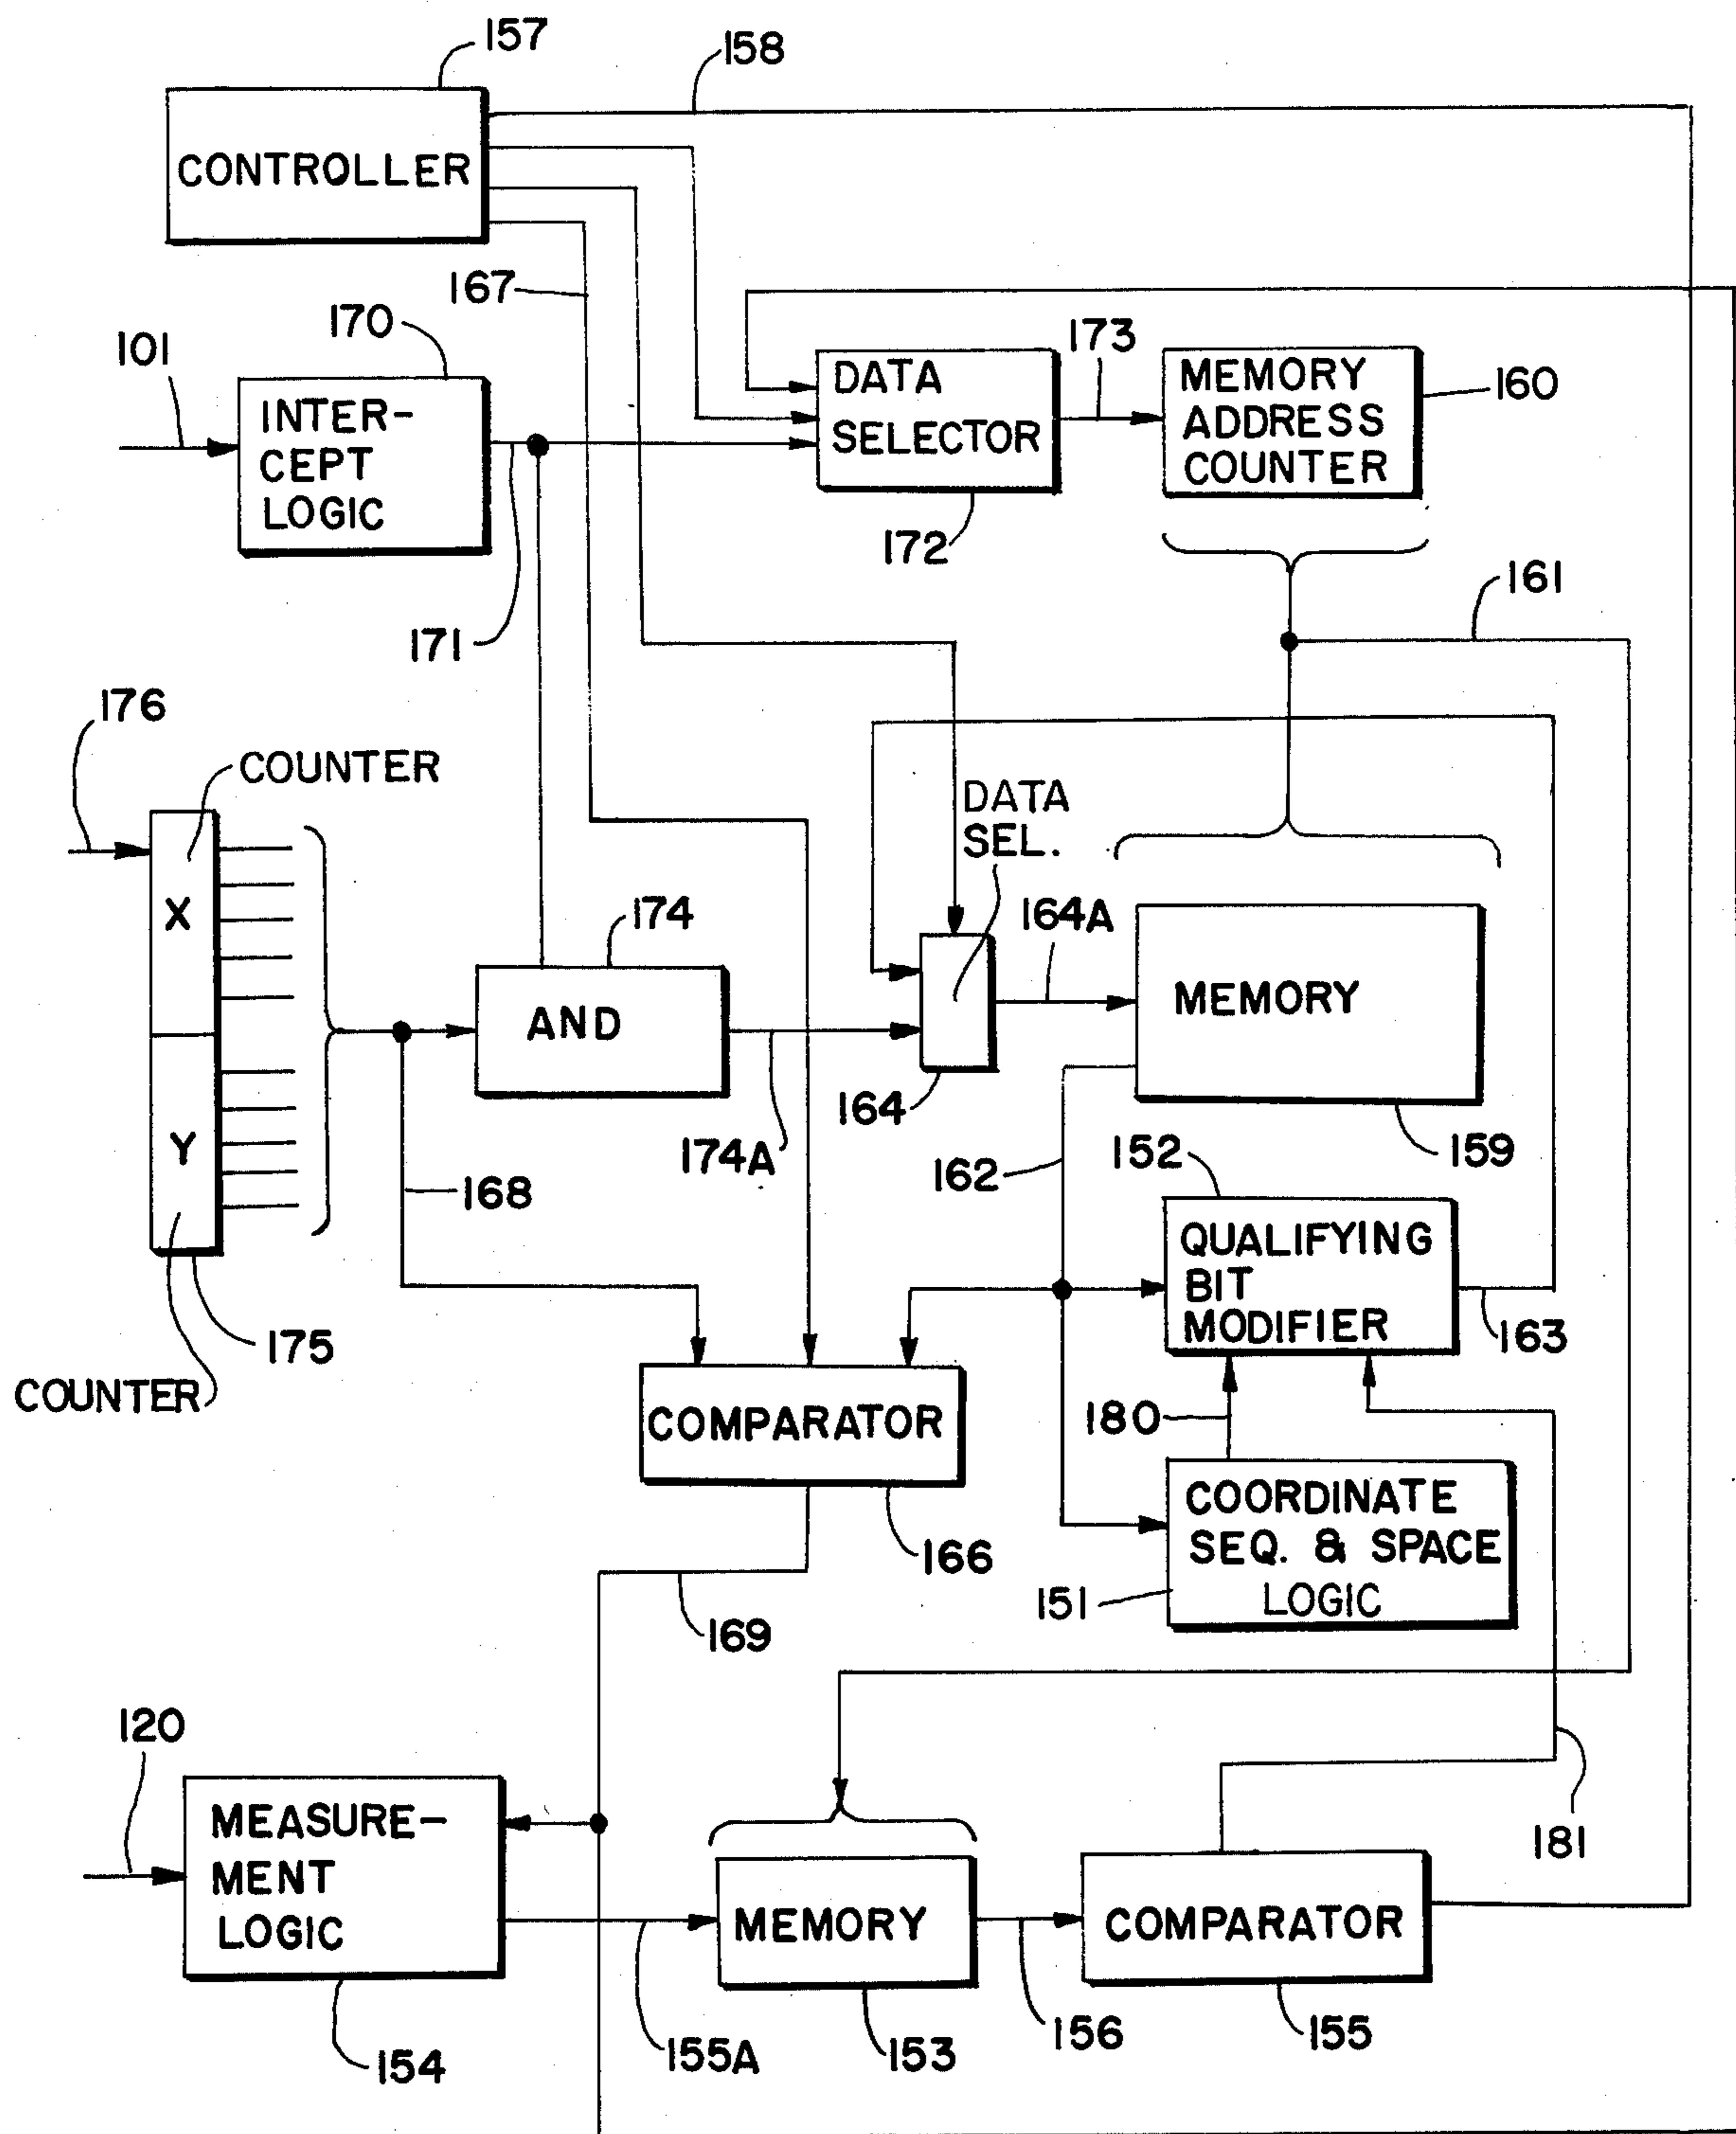 157
158
CONTROLLER
167
170
101
INTER-
CEPT
LOGIC
171
DATA
SELECTOR
172
173
MEMORY
ADDRESS
COUNTER
160
161
176
COUNTER
X
Y
175
COUNTER
168
174
AND
174A
DATA
SEL.
164
164A
MEMORY
159
162
152
QUALIFYING
BIT
MODIFIER
163
180
COMPARATOR
166
169
COORDINATE
SEQ. & SPACE
LOGIC
151
120
MEASURE-
MENT
LOGIC
154
155A
MEMORY
153
156
COMPARATOR
155
181